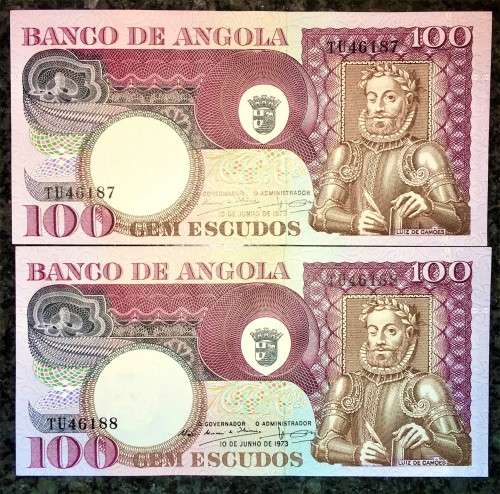 BANCO DE ANGOLA TU46187 100
TU46187
O GOVERNADOR O ADMINISTRADOR
10 DE JUNHO DE 1973
100 CEM ESCUDOS
LUIZ DE CAMÕES
BANCO DE ANGOLA TU46188 100
TU46188
O GOVERNADOR O ADMINISTRADOR
10 DE JUNHO DE 1973
100 CEM ESCUDOS
LUIZ DE CAMÕES